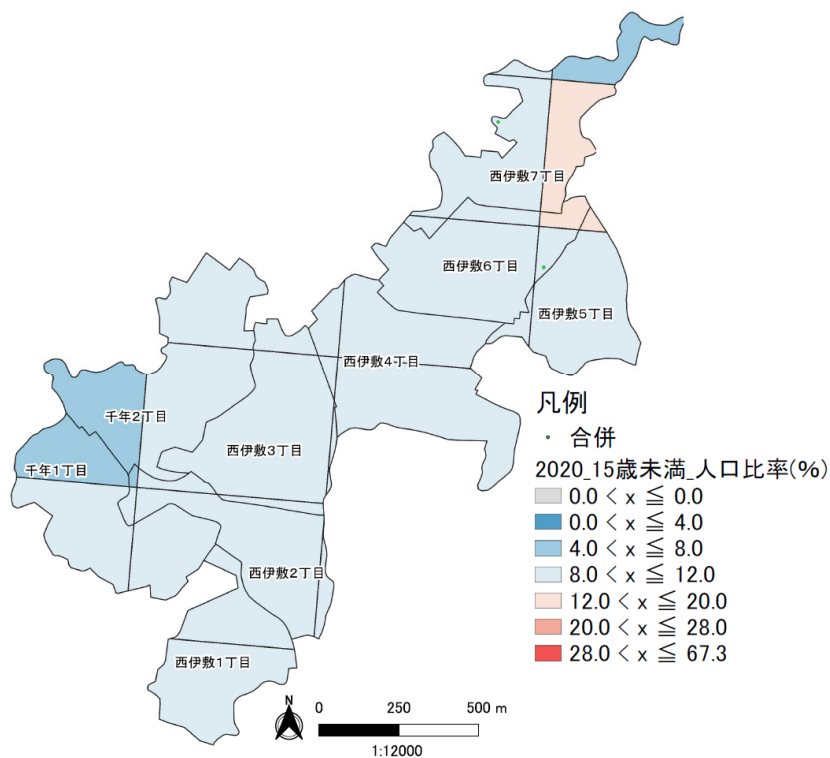 西伊敷7丁目
西伊敷6丁目
西伊敷5丁目
西伊敷4丁目
千年2丁目
西伊敷3丁目
千年1丁目
西伊敷2丁目
西伊敷1丁目
凡例
合併
2020_15歳未満_人口比率(%)
0.0 < x ≦ 0.0
0.0 < x ≦ 4.0
4.0 < x ≦ 8.0
8.0 < x ≦ 12.0
12.0 < x ≦ 20.0
20.0 < x ≦ 28.0
28.0 < x ≦ 67.3
N
0 250 500 m
1:12000